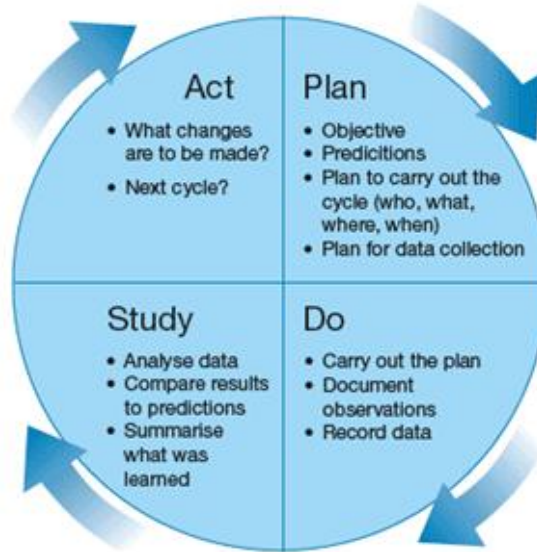 Act
• What changes
are to be made?
• Next cycle?
Plan
• Objective
• Predicitions
• Plan to carry out the
cycle (who, what,
where, when)
• Plan for data collection
Study
• Analyse data
• Compare results
to predictions
• Summarise
what was
learned
Do
• Carry out the plan
• Document
observations
• Record data